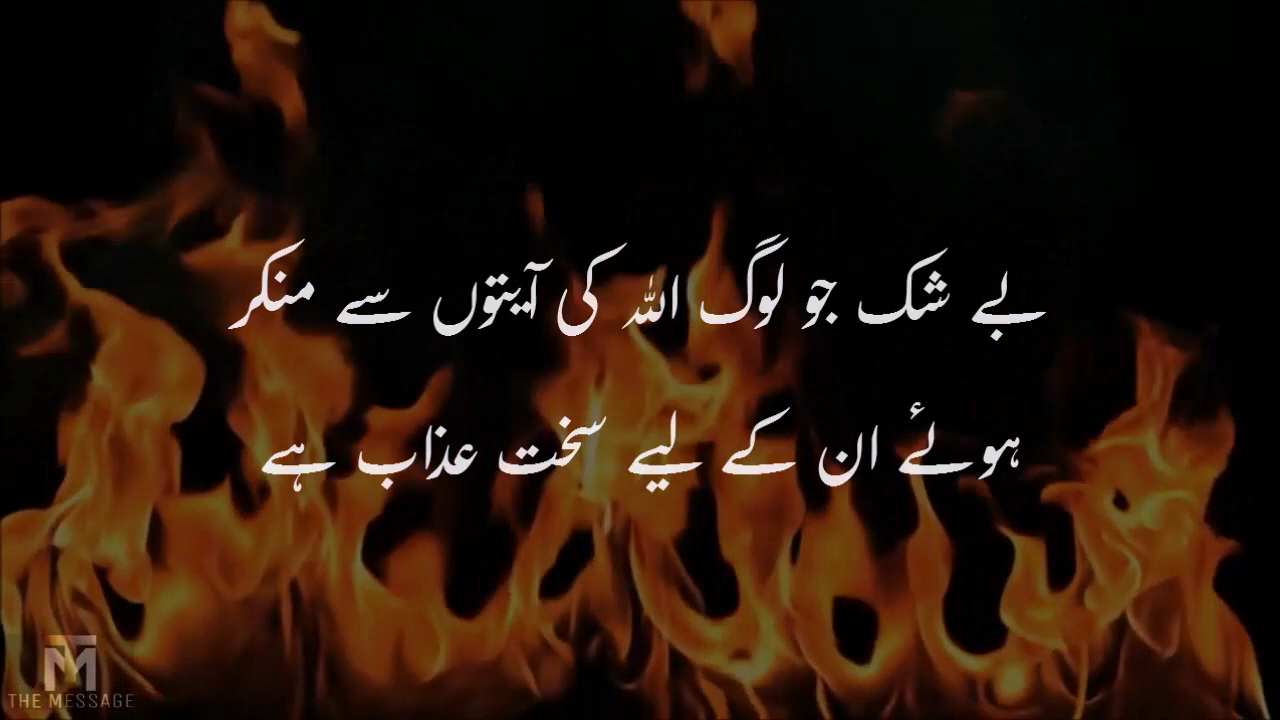 بے شک جو لوگ اللہ کی آیتوں سے منکر
ہوئے ان کے لیے سخت عذاب ہے
THE MESSAGE